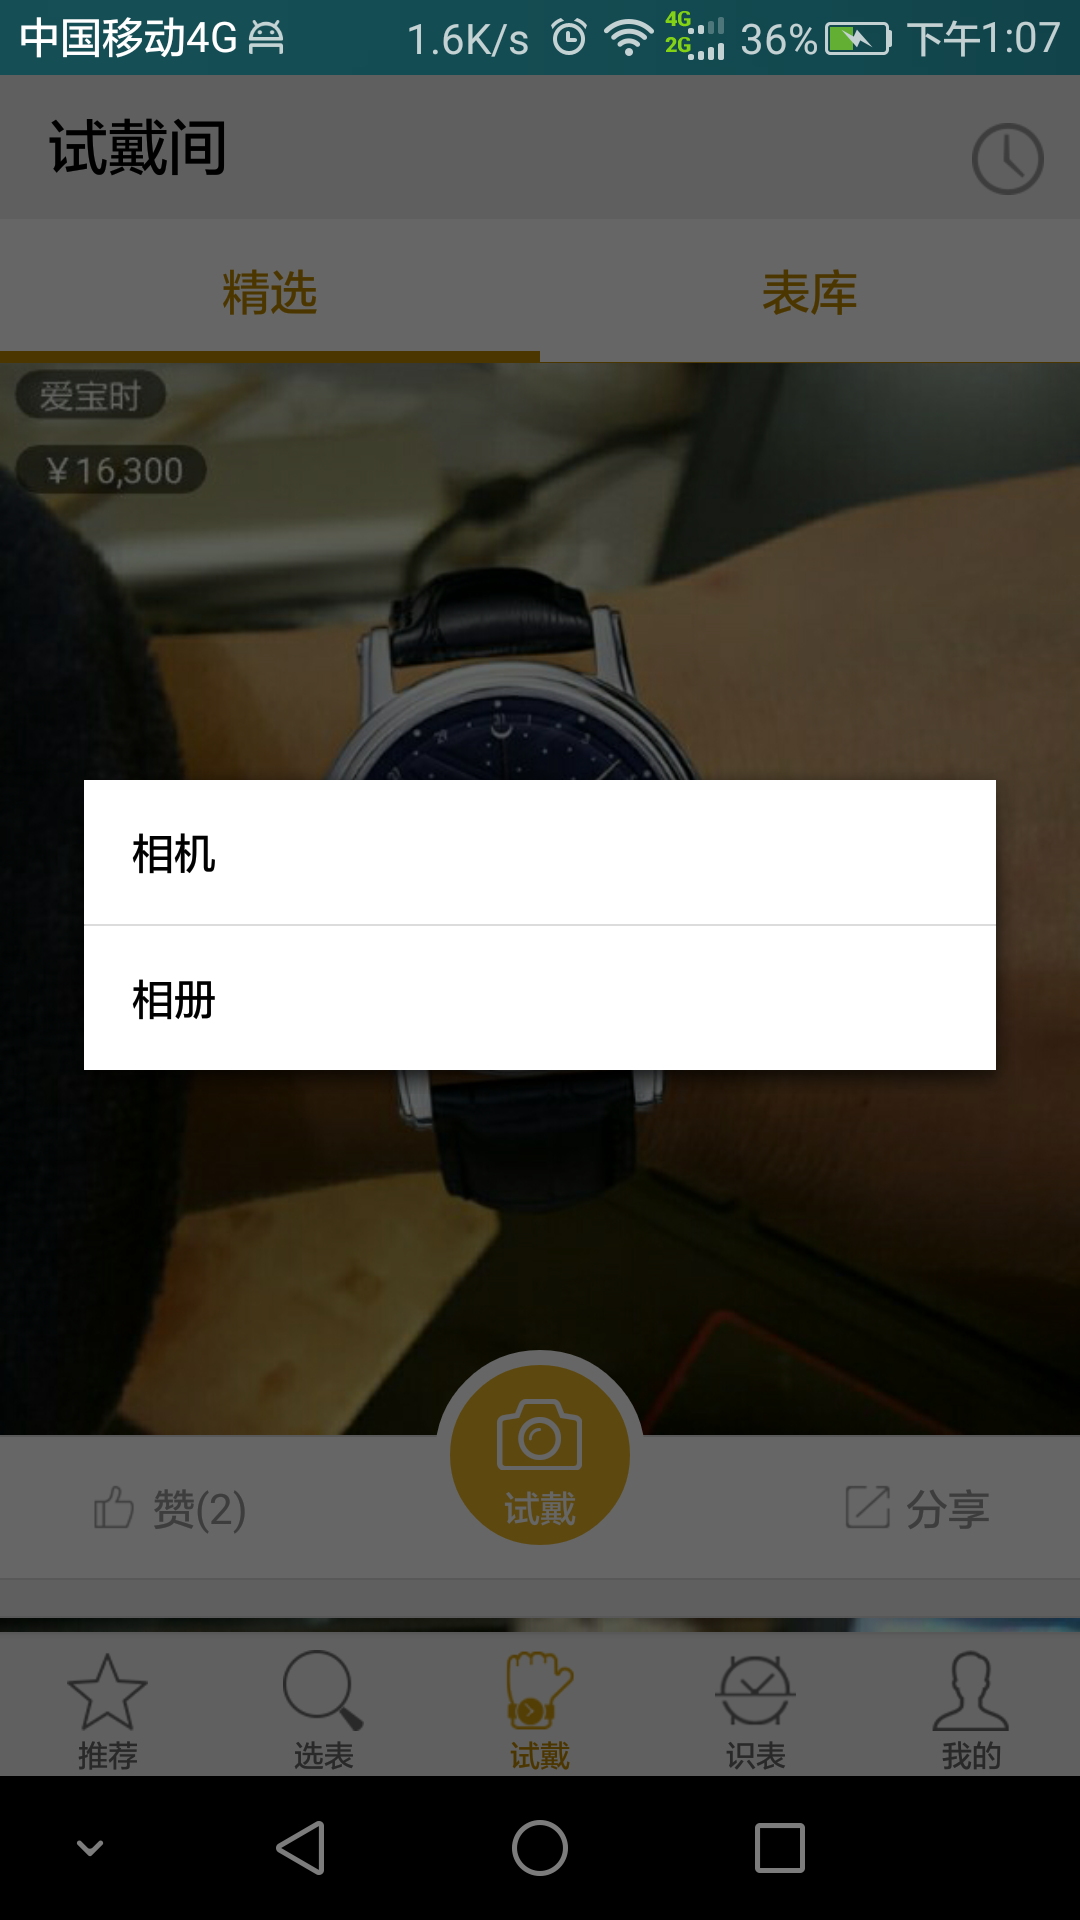 中国移动4G 1.6K/s 4G 2G 36% 下午1:07
试戴间
精选 表库
爱宝时
￥16,300
相机
相册
赞(2) 试戴 分享
推荐 选表 试戴 识表 我的